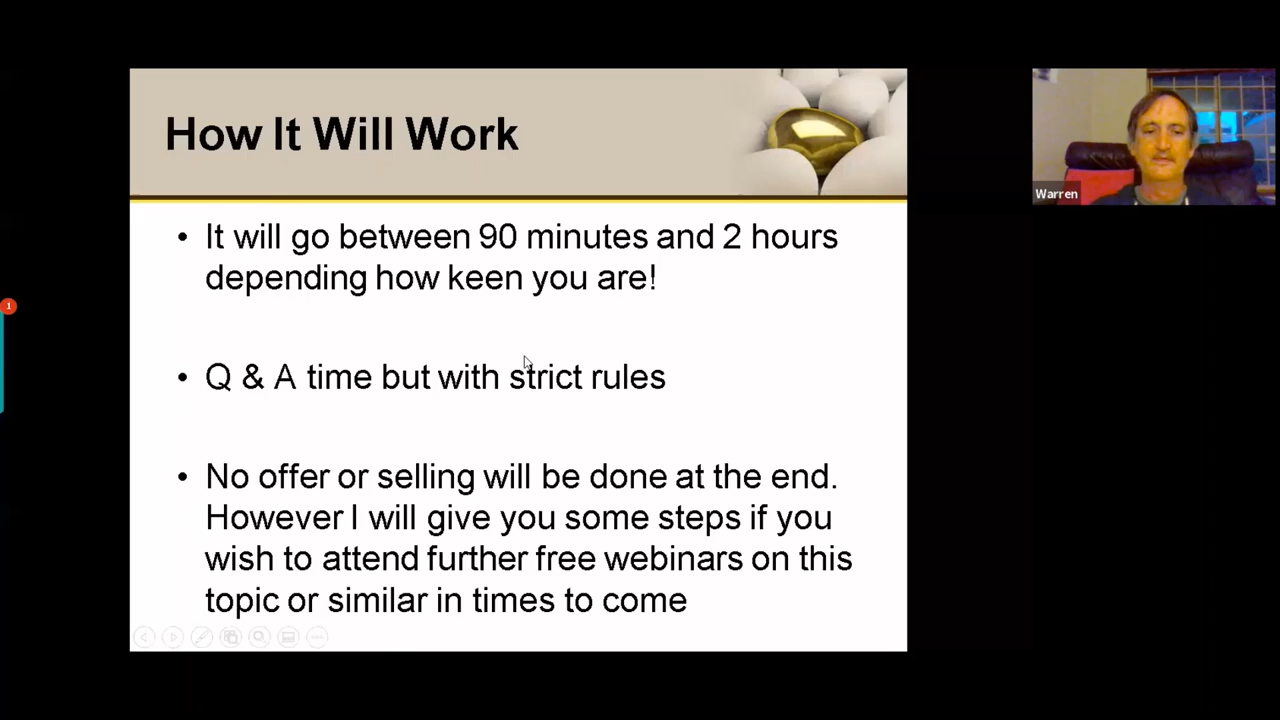 How It Will Work
• It will go between 90 minutes and 2 hours
depending how keen you are!
• Q & A time but with strict rules
• No offer or selling will be done at the end.
However I will give you some steps if you
wish to attend further free webinars on this
topic or similar in times to come
Warren
1